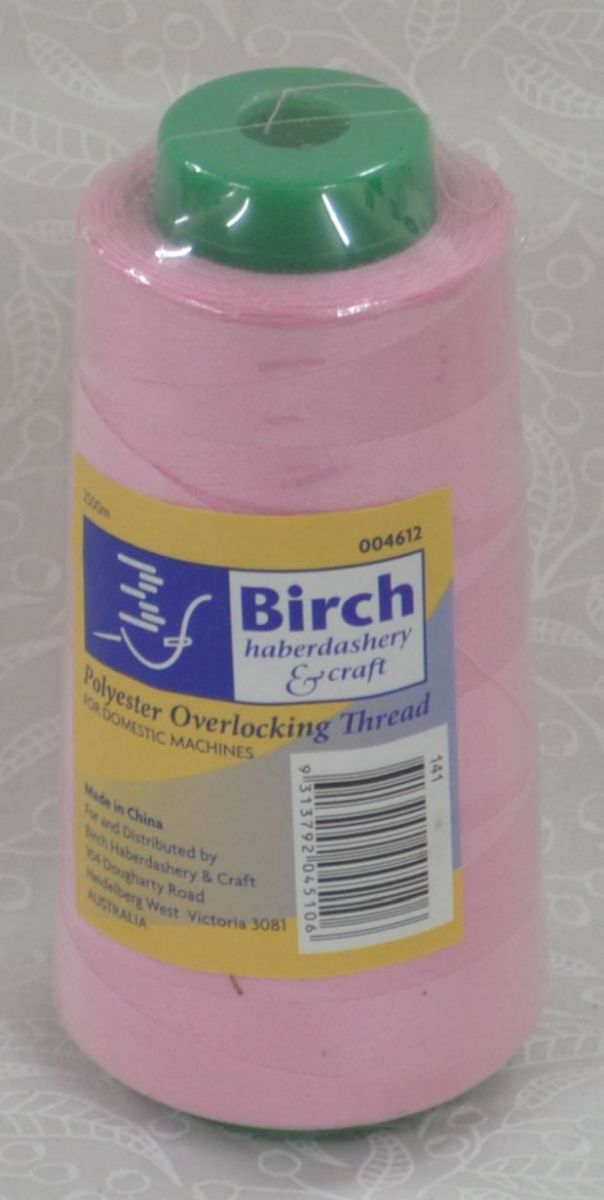 2500m
004612
Birch
haberdashery
& craft
Polyester Overlocking Thread
FOR DOMESTIC MACHINES
141
9 313792 045106
Made in China
For and Distributed by
Birch Haberdashery & Craft
104 Dougharty Road
Heidelberg West Victoria 3081
AUSTRALIA